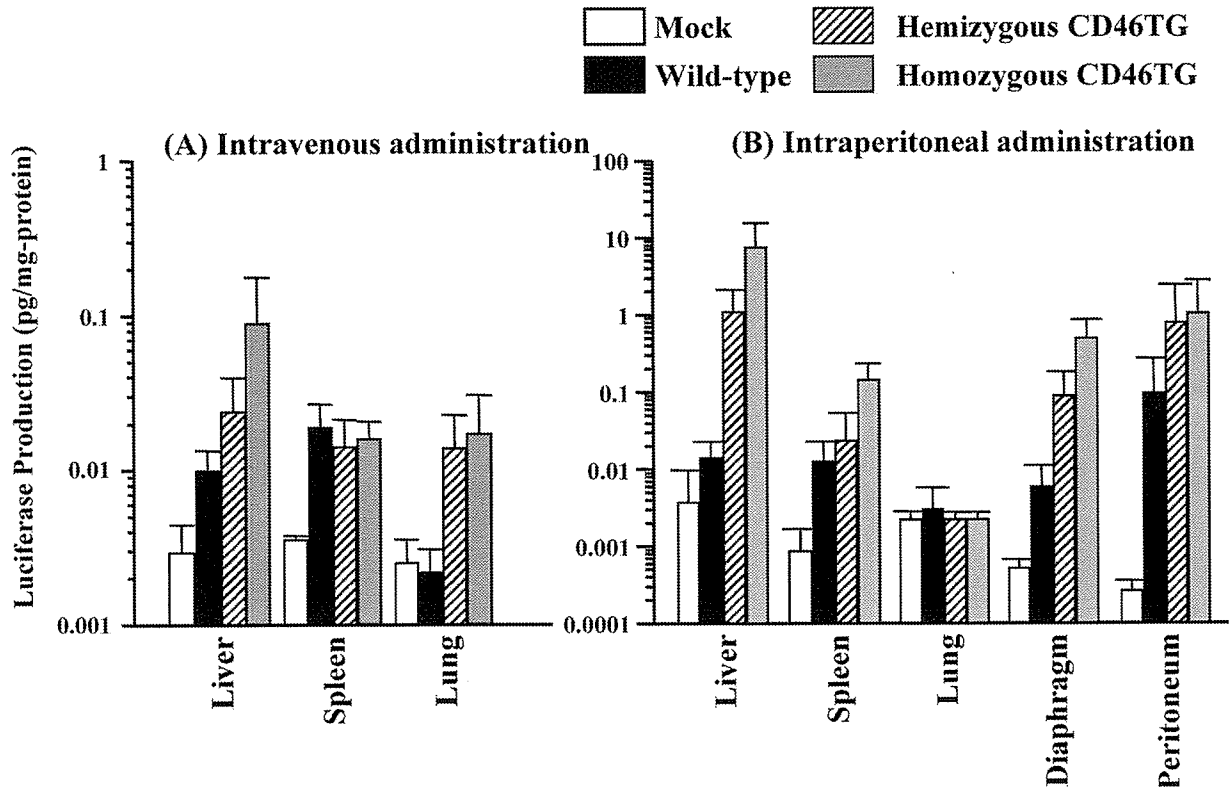 Mock
Hemizygous CD46TG
Wild-type
Homozygous CD46TG
(A) Intravenous administration
(B) Intraperitoneal administration
Luciferase Production (pg/mg-protein)
1
0.1
0.01
0.001
Liver
Spleen
Lung
100
10
1
0.1
0.01
0.001
0.0001
Liver
Spleen
Lung
Diaphragm
Peritoneum